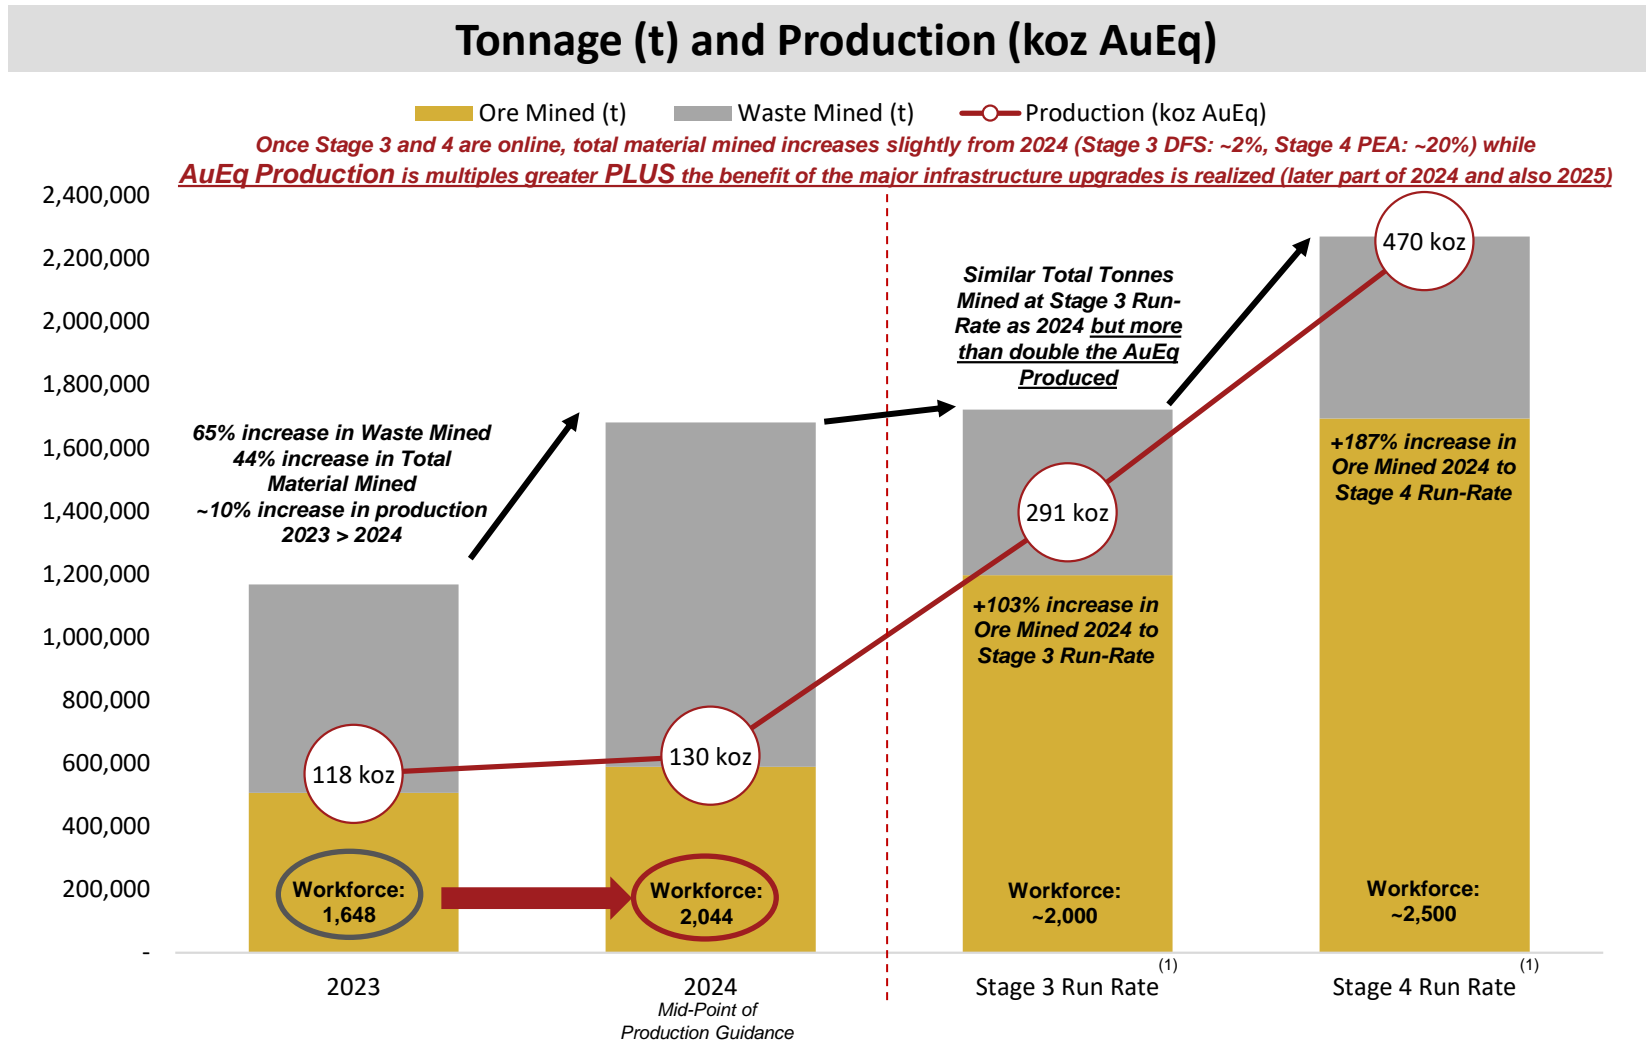 Tonnage (t) and Production (koz AuEq)
Ore Mined (t)
Waste Mined (t)
Production (koz AuEq)
Once Stage 3 and 4 are online, total material mined increases slightly from 2024 (Stage 3 DFS: ~2%, Stage 4 PEA: ~20%) while
AuEq Production is multiples greater PLUS the benefit of the major infrastructure upgrades is realized (later part of 2024 and also 2025)
2,400,000
2,200,000
2,000,000
1,800,000
1,600,000
1,400,000
1,200,000
1,000,000
800,000
600,000
400,000
200,000
-
65% increase in Waste Mined
44% increase in Total
Material Mined
~10% increase in production
2023 > 2024
118 koz
Workforce:
1,648
130 koz
Workforce:
2,044
Similar Total Tonnes
Mined at Stage 3 Run-
Rate as 2024 but more
than double the AuEq
Produced
291 koz
+103% increase in
Ore Mined 2024 to
Stage 3 Run-Rate
Workforce:
~2,000
470 koz
+187% increase in
Ore Mined 2024 to
Stage 4 Run-Rate
Workforce:
~2,500
2023
2024
Mid-Point of
Production Guidance
Stage 3 Run Rate (1)
Stage 4 Run Rate (1)